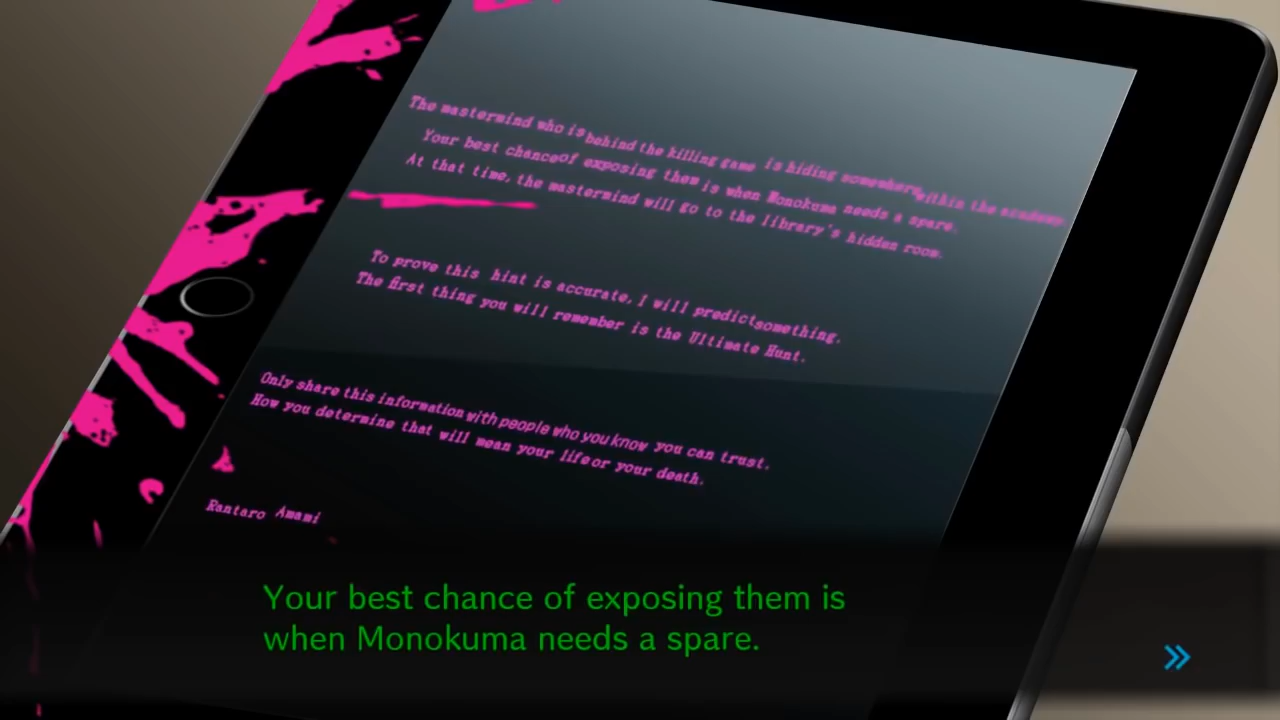 The mastermind who is behind the killing game is hiding somewhere within the academy.
Your best chance of exposing them is when Monokuma needs a spare.
At that time, the mastermind will go to the library's hidden room.
To prove this hint is accurate, I will predict something.
The first thing you will remember is the Ultimate Hunt.
Only share this information with people who you know you can trust.
How you determine that will mean your life or your death.
Rantaro Amami
Your best chance of exposing them is
when Monokuma needs a spare.